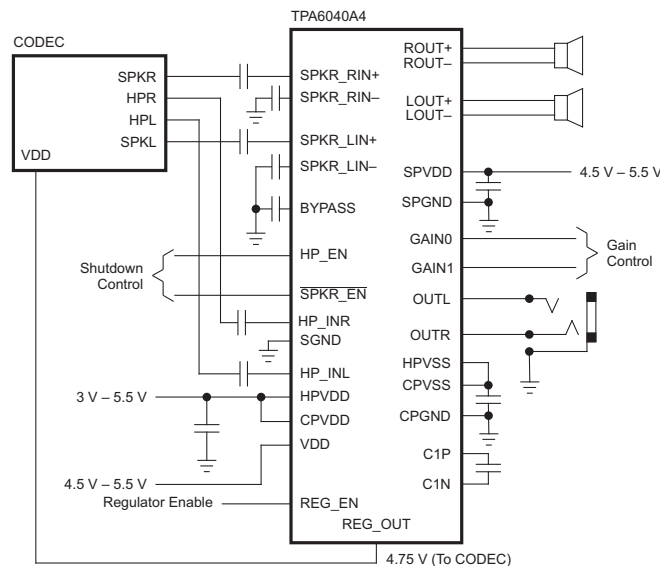 TPA6040A4
CODEC
SPKR
HPR
HPL
SPKL
VDD
SPKR_RIN+
SPKR_RIN–
SPKR_LIN+
SPKR_LIN–
BYPASS
HP_EN
SPKR_EN
HP_INR
SGND
HP_INL
HPVDD
CPVDD
VDD
REG_EN
REG_OUT
ROUT+
ROUT–
LOUT+
LOUT–
SPVDD
SPGND
GAIN0
GAIN1
OUTL
OUTR
HPVSS
CPVSS
CPGND
C1P
C1N
Shutdown
Control
3 V – 5.5 V
4.5 V – 5.5 V
Regulator Enable
4.5 V – 5.5 V
Gain
Control
4.75 V (To CODEC)